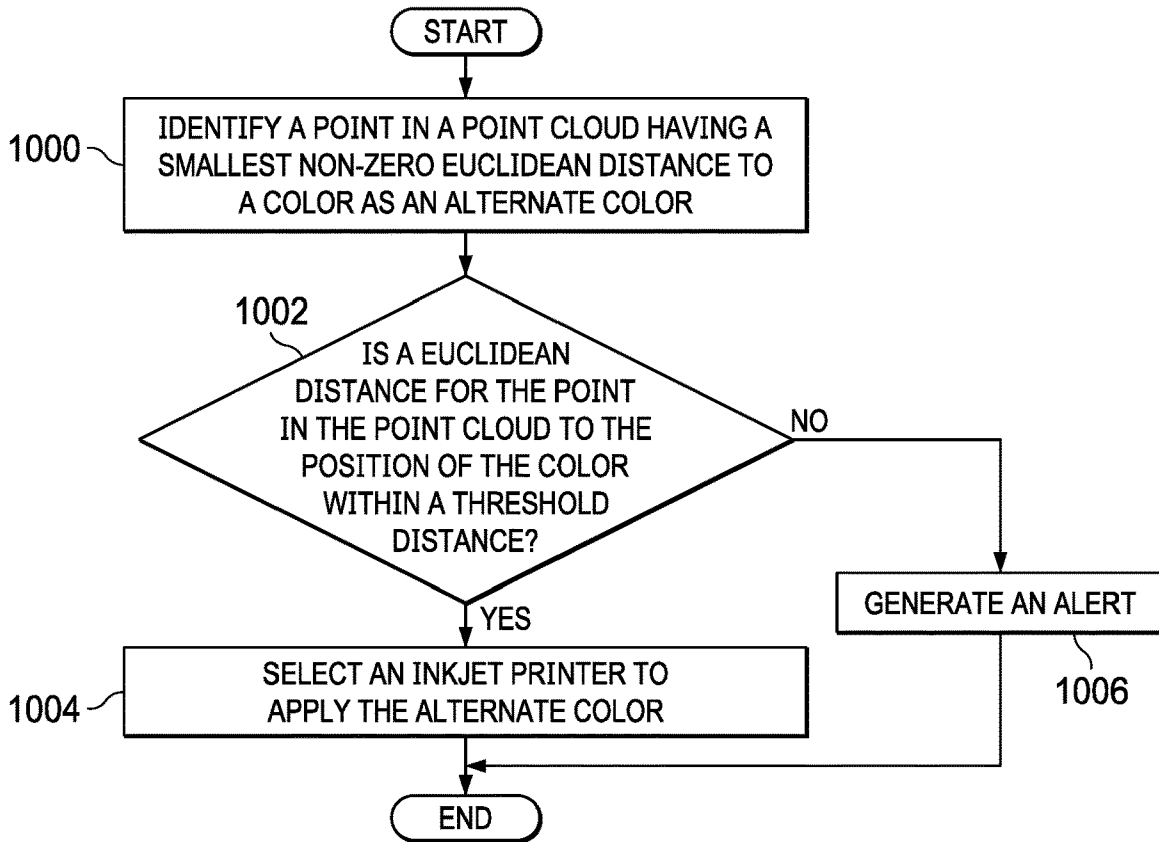 START
1000
IDENTIFY A POINT IN A POINT CLOUD HAVING A
SMALLEST NON-ZERO EUCLIDEAN DISTANCE TO
A COLOR AS AN ALTERNATE COLOR
1002
IS A EUCLIDEAN
DISTANCE FOR THE POINT
IN THE POINT CLOUD TO THE
POSITION OF THE COLOR
WITHIN A THRESHOLD
DISTANCE?
NO
YES
GENERATE AN ALERT
1006
1004
SELECT AN INKJET PRINTER TO
APPLY THE ALTERNATE COLOR
END